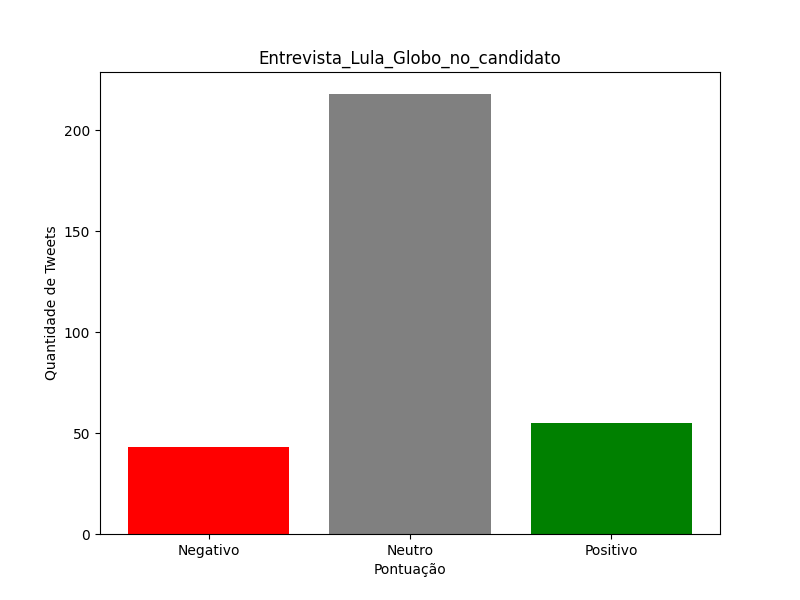 Entrevista_Lula_Globo_no_candidato
Quantidade de Tweets
200
150
100
50
0
Negativo
Neutro
Positivo
Pontuação